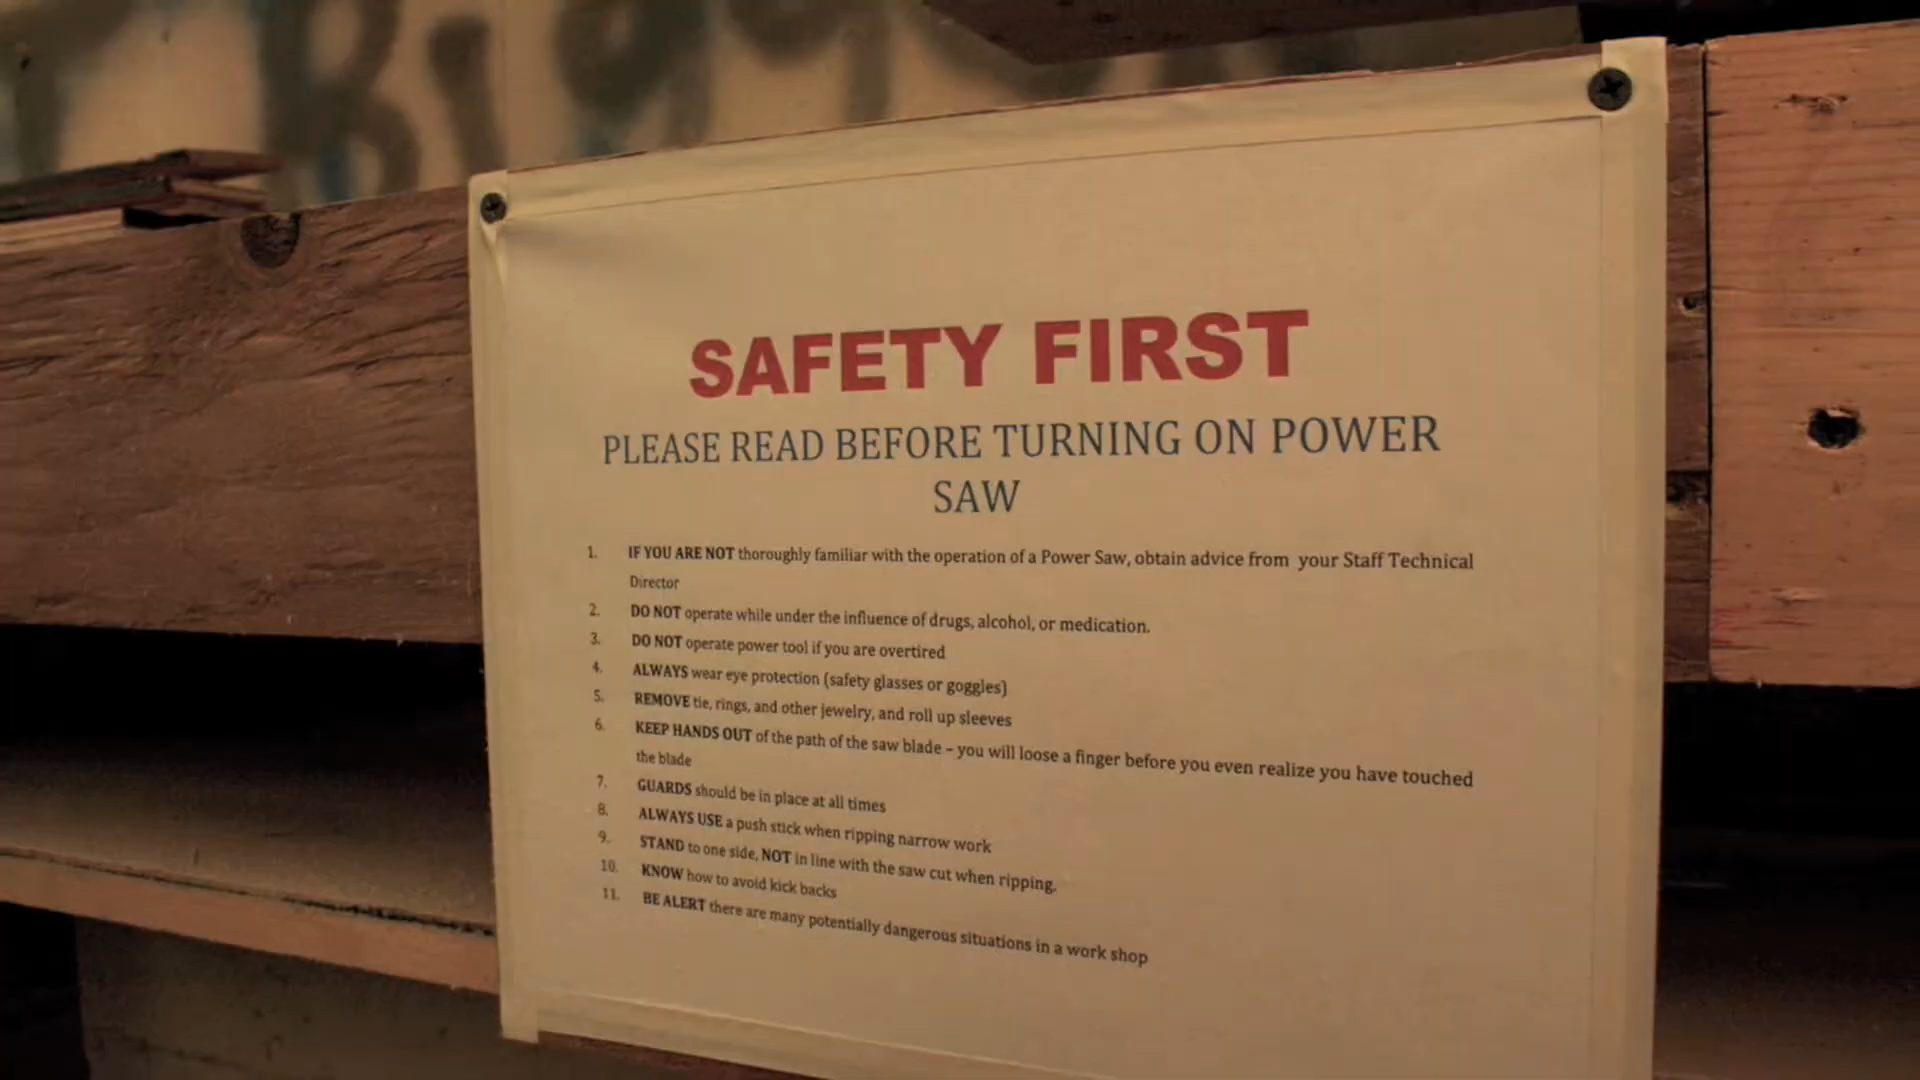 SAFETY FIRST
PLEASE READ BEFORE TURNING ON POWER
SAW
1. IF YOU ARE NOT thoroughly familiar with the operation of a Power Saw, obtain advice from your Staff Technical
Director
2. DO NOT operate while under the influence of drugs, alcohol, or medication.
3. DO NOT operate power tool if you are overtired
4. ALWAYS wear eye protection (safety glasses or goggles)
5. REMOVE tie, rings, and other jewelry, and roll up sleeves
6. KEEP HANDS OUT of the path of the saw blade – you will loose a finger before you even realize you have touched
the blade
7. GUARDS should be in place at all times
8. ALWAYS USE a push stick when ripping narrow work
9. STAND to one side, NOT in line with the saw cut when ripping.
10. KNOW how to avoid kick backs
11. BE ALERT there are many potentially dangerous situations in a work shop